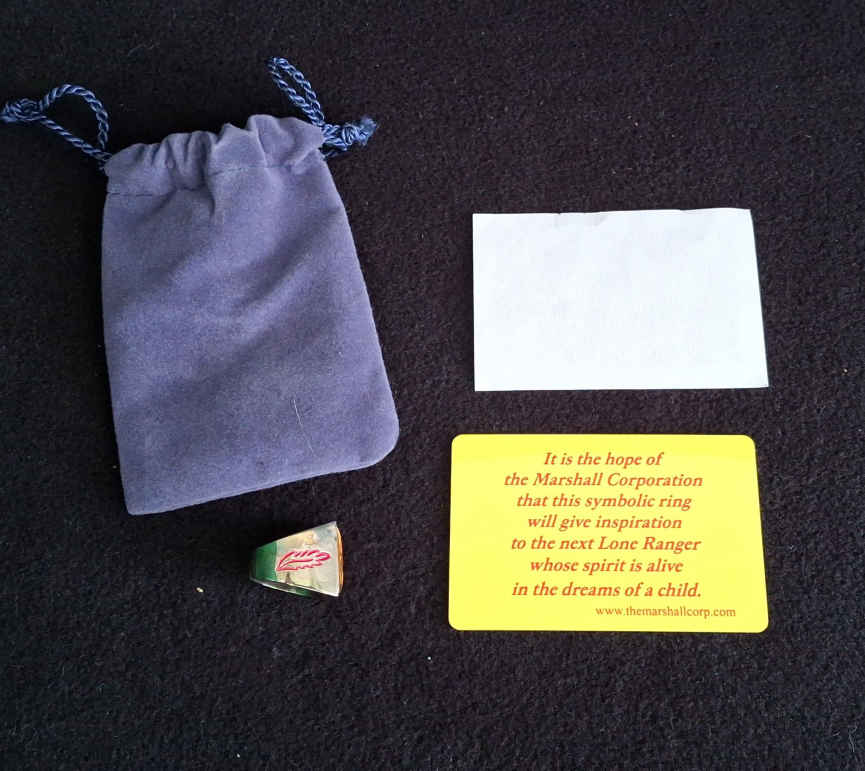 It is the hope of
the Marshall Corporation
that this symbolic ring
will give inspiration
to the next Lone Ranger
whose spirit is alive
in the dreams of a child.
www.themarshallcorp.com